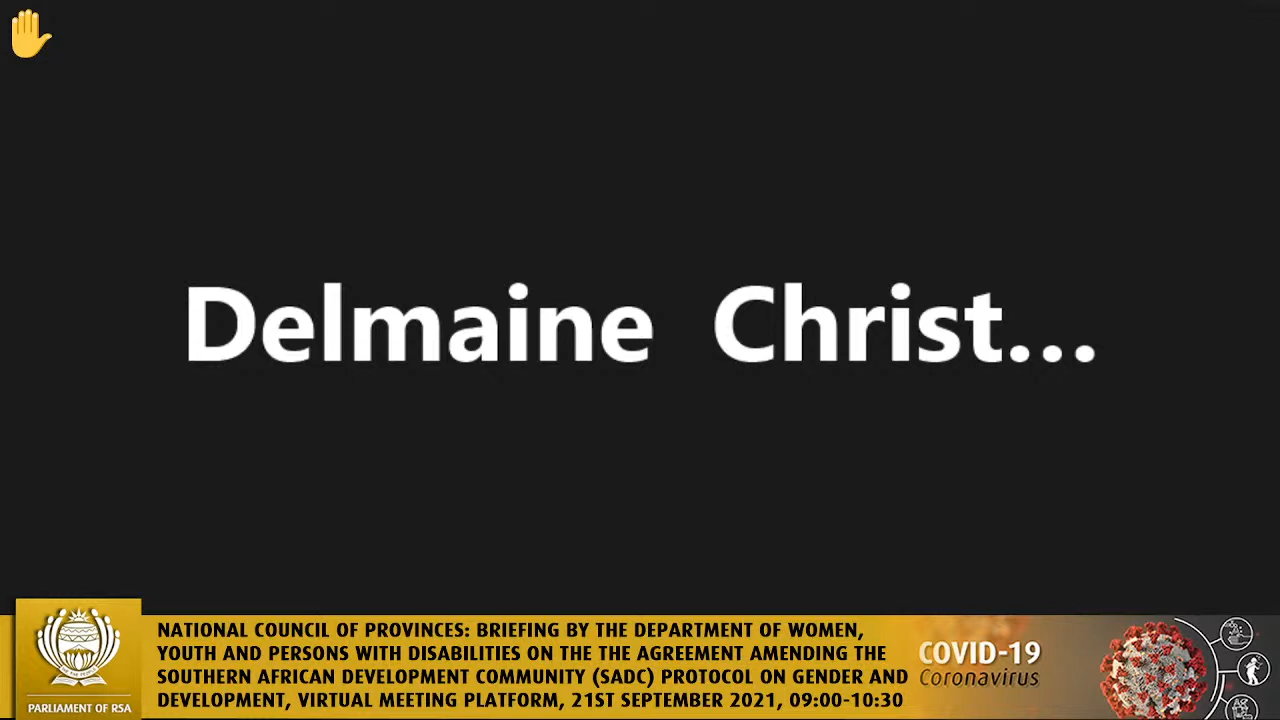 Delmaine Christ...
NATIONAL COUNCIL OF PROVINCES: BRIEFING BY THE DEPARTMENT OF WOMEN,
YOUTH AND PERSONS WITH DISABILITIES ON THE THE AGREEMENT AMENDING THE
SOUTHERN AFRICAN DEVELOPMENT COMMUNITY (SADC) PROTOCOL ON GENDER AND
DEVELOPMENT, VIRTUAL MEETING PLATFORM, 21ST SEPTEMBER 2021, 09:00-10:30
PARLIAMENT OF RSA
COVID-19
Coronavirus